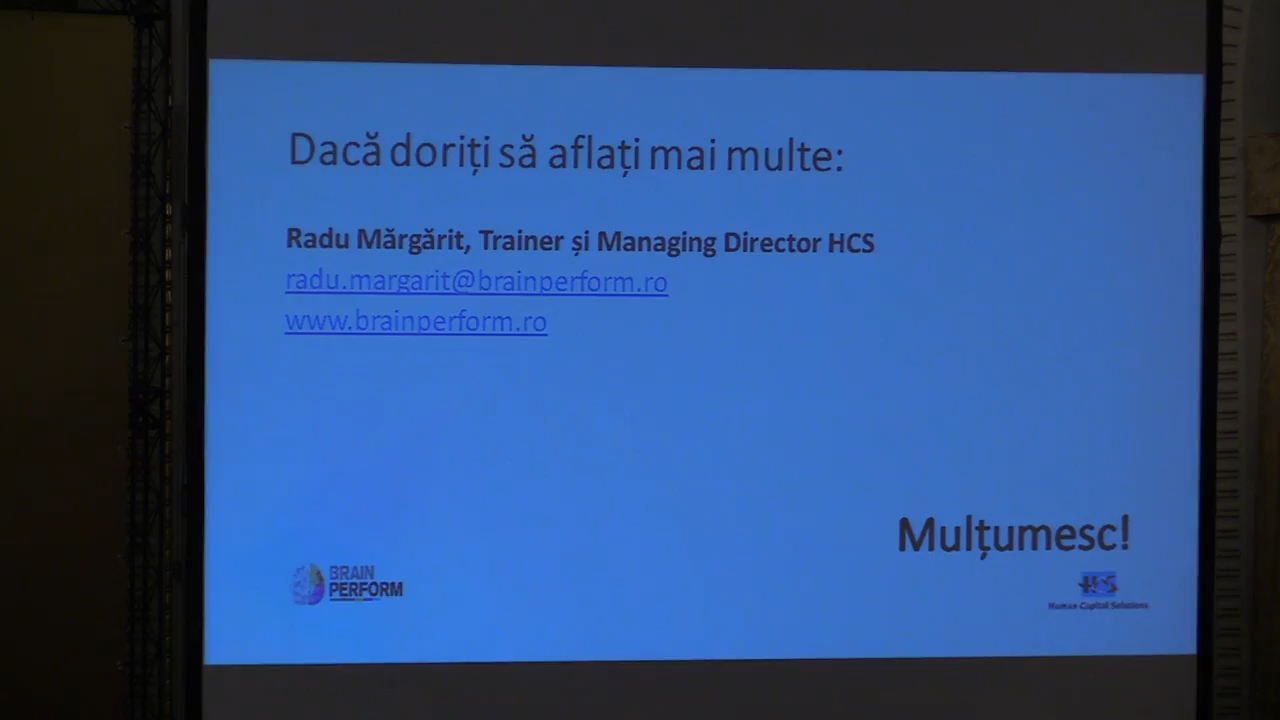 Dacă doriți să aflați mai multe:
Radu Mărgărit, Trainer și Managing Director HCS
radu.margarit@brainperform.ro
www.brainperform.ro
Mulțumesc!
BRAIN
PERFORM
HCS
Human Capital Solutions